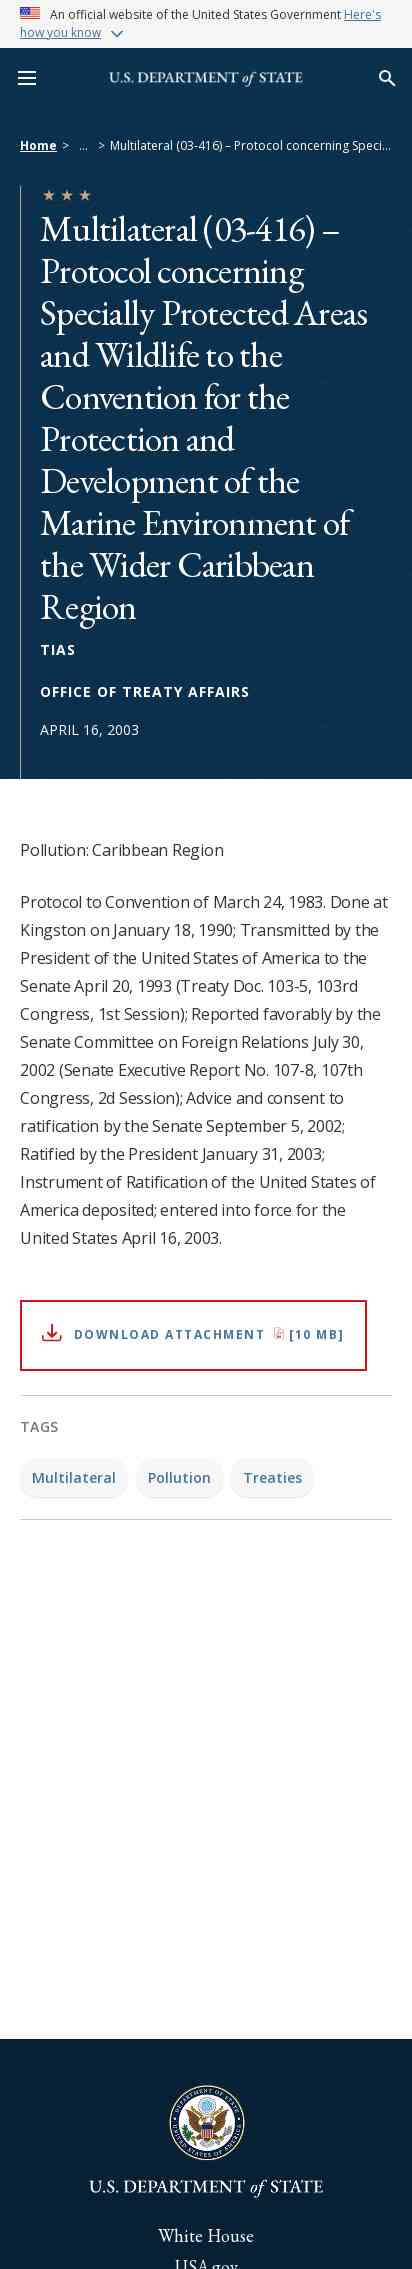 An official website of the United States Government Here's
how you know
U.S. DEPARTMENT of STATE
Home > ... > Multilateral (03-416) – Protocol concerning Speci...
Multilateral (03-416) –
Protocol concerning
Specially Protected Areas
and Wildlife to the
Convention for the
Protection and
Development of the
Marine Environment of
the Wider Caribbean
Region
TIAS
OFFICE OF TREATY AFFAIRS
APRIL 16, 2003
Pollution: Caribbean Region
Protocol to Convention of March 24, 1983. Done at
Kingston on January 18, 1990; Transmitted by the
President of the United States of America to the
Senate April 20, 1993 (Treaty Doc. 103-5, 103rd
Congress, 1st Session); Reported favorably by the
Senate Committee on Foreign Relations July 30,
2002 (Senate Executive Report No. 107-8, 107th
Congress, 2d Session); Advice and consent to
ratification by the Senate September 5, 2002;
Ratified by the President January 31, 2003;
Instrument of Ratification of the United States of
America deposited; entered into force for the
United States April 16, 2003.
DOWNLOAD ATTACHMENT [10 MB]
TAGS
Multilateral Pollution Treaties
DEPARTMENT OF STATE
UNITED STATES OF AMERICA
U.S. DEPARTMENT of STATE
White House
USA.gov